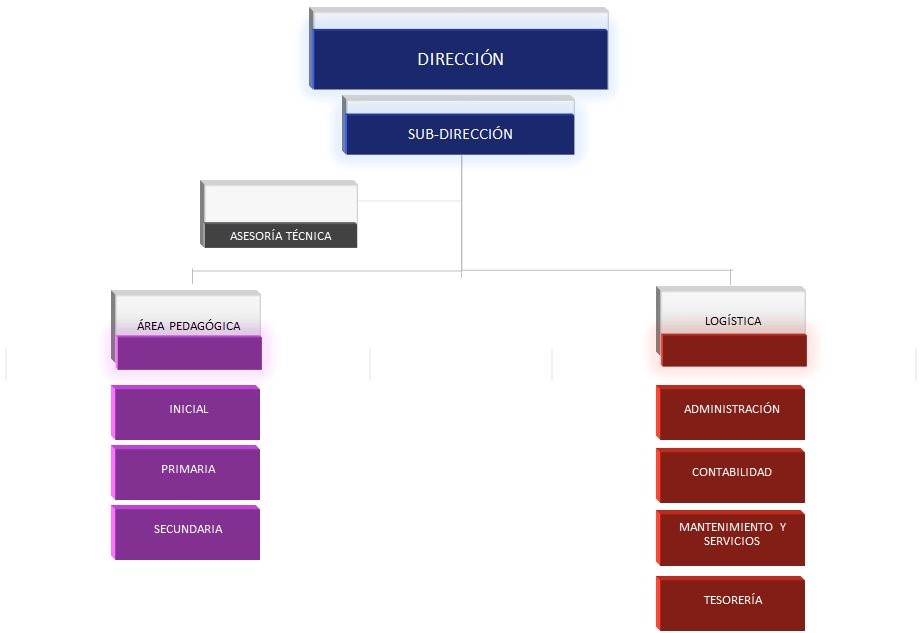 DIRECCIÓN
SUB-DIRECCIÓN
ASESORÍA TÉCNICA
ÁREA PEDAGÓGICA
INICIAL
PRIMARIA
SECUNDARIA
LOGÍSTICA
ADMINISTRACIÓN
CONTABILIDAD
MANTENIMIENTO Y
SERVICIOS
TESORERÍA